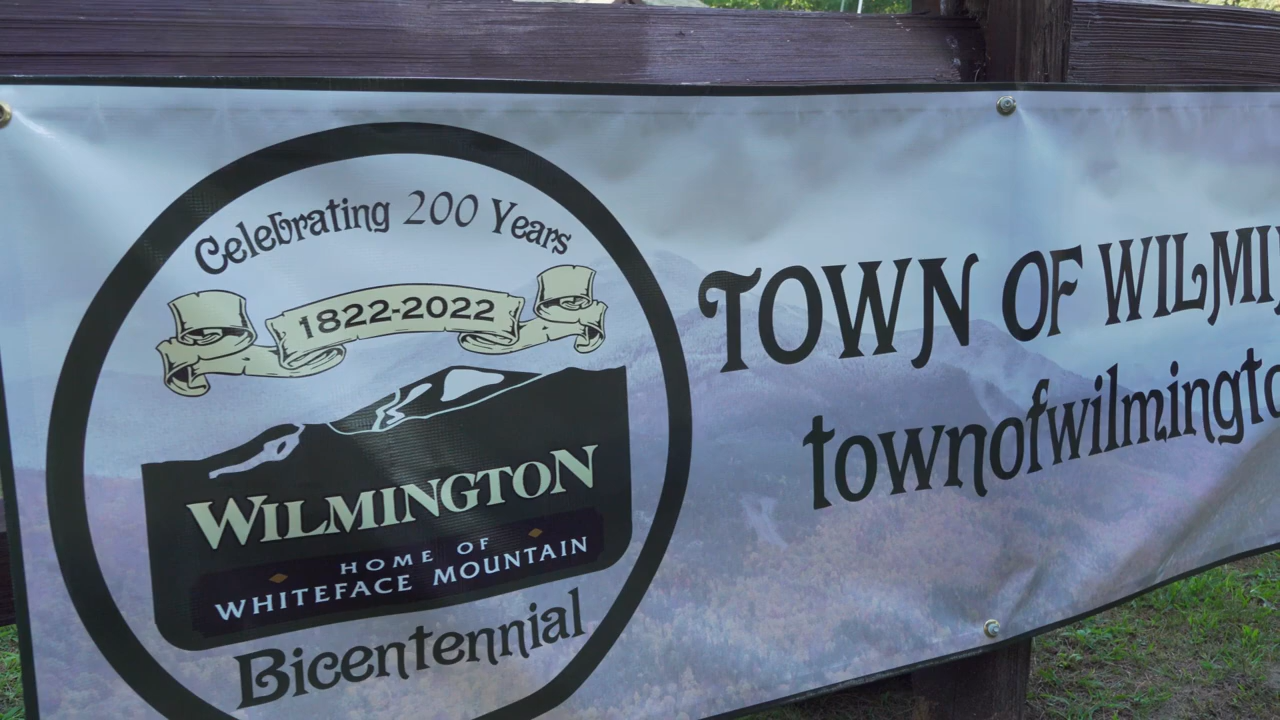 Celebrating 200 Years
1822-2022
WILMINGTON
HOME OF
WHITEFACE MOUNTAIN
Bicentennial
TOWN OF